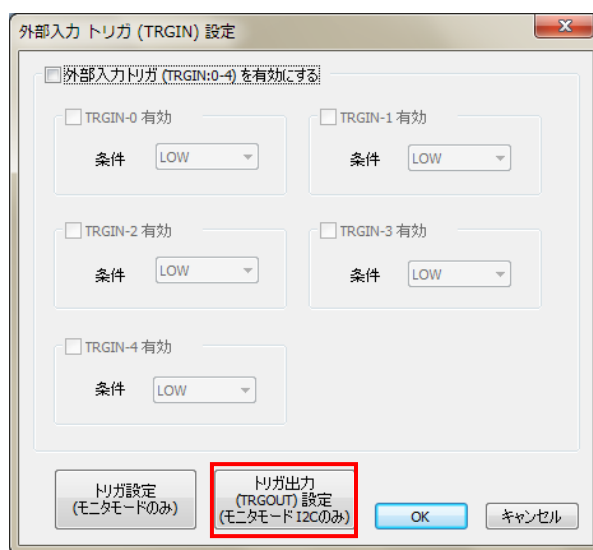 外部入力 トリガ (TRGIN) 設定
外部入力トリガ (TRGIN:0-4) を有効にする
TRGIN-0 有効
TRGIN-1 有効
条件 LOW
条件 LOW
TRGIN-2 有効
TRGIN-3 有効
条件 LOW
条件 LOW
TRGIN-4 有効
条件 LOW
トリガ設定
(モニタモードのみ)
トリガ出力
(TRGOUT) 設定
(モニタモード I2Cのみ)
OK
キャンセル